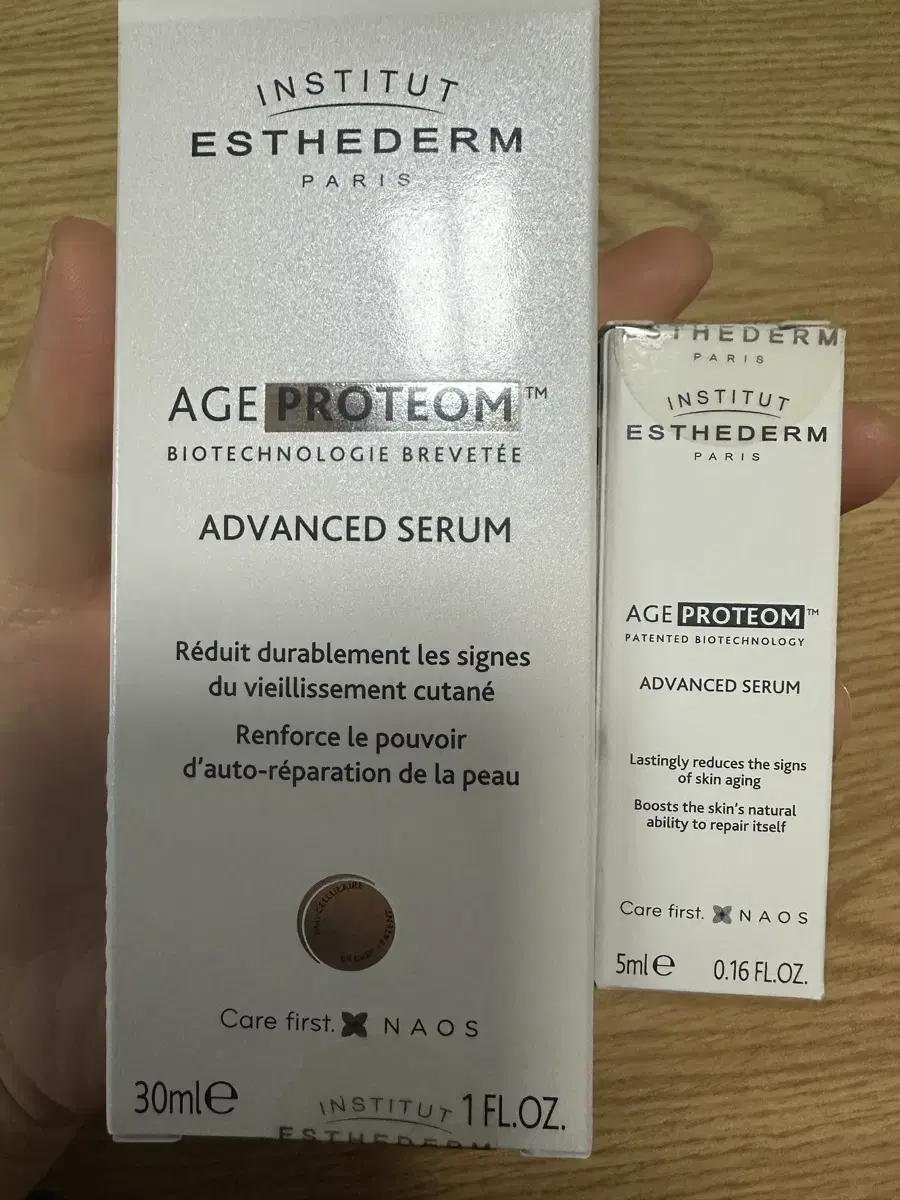 INSTITUT
ESTHEDERM
PARIS
AGE PROTEOM™
BIOTECHNOLOGIE BREVETÉE
ADVANCED SERUM
Réduit durablement les signes
du vieillissement cutané
Renforce le pouvoir
d'auto-réparation de la peau
Care first. NAOS
30ml℮ 1 FL.OZ.
INSTITUT
ESTHEDERM
ESTHEDERM
PARIS
INSTITUT
ESTHEDERM
PARIS
AGE PROTEOM™
PATENTED BIOTECHNOLOGY
ADVANCED SERUM
Lastingly reduces the signs
of skin aging
Boosts the skin's natural
ability to repair itself
Care first. NAOS
5ml℮ 0.16 FL.OZ.